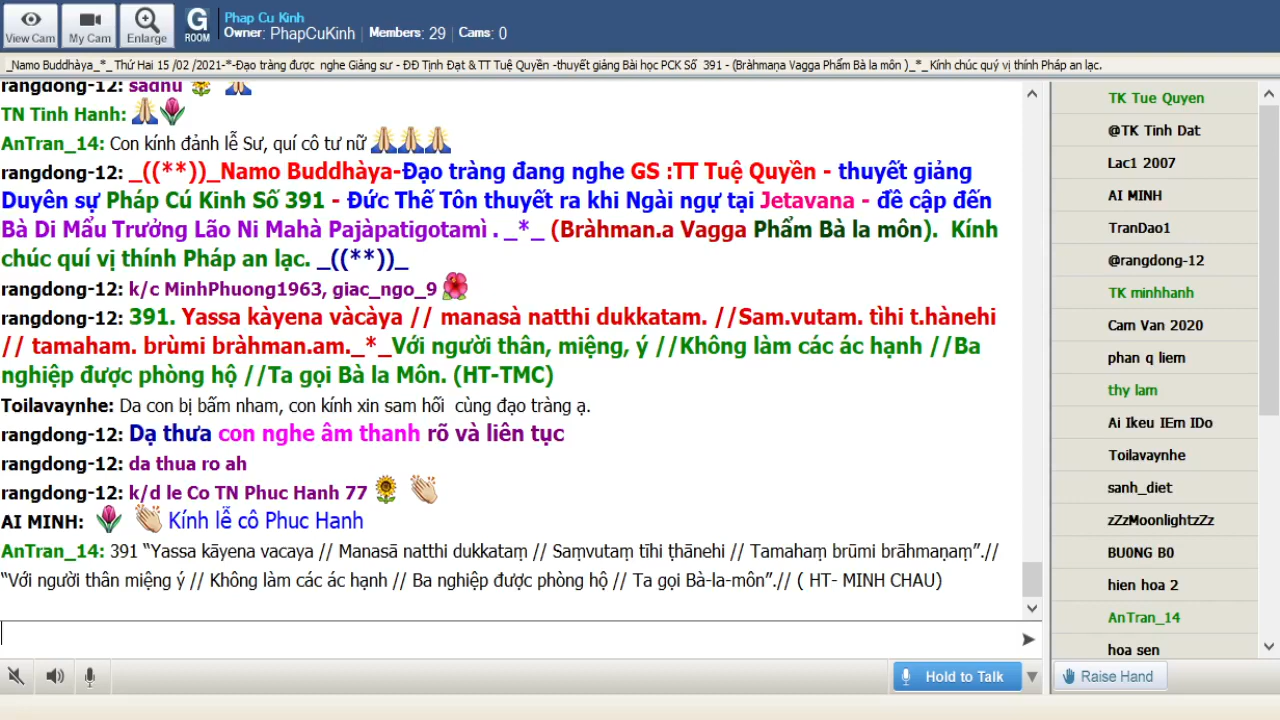 View Cam
My Cam
Enlarge
G
ROOM
Phap Cu Kinh
Owner: PhapCuKinh | Members: 29 | Cams: 0
_Namo Buddhàya_*_ Thứ Hai 15 /02 /2021-*-Đạo tràng được nghe Giảng sư - ĐĐ Tịnh Đạt & TT Tuệ Quyền -thuyết giảng Bài học PCK Số 391 - (Bràhmaṇa Vagga Phẩm Bà la môn )_*_ Kính chúc quý vị thính Pháp an lạc.
rangdong-12: sadhu
TN Tinh Hanh:
AnTran_14: Con kính đảnh lễ Sư, quí cô tư nữ
rangdong-12: _((**))_Namo Buddhàya-Đạo tràng đang nghe GS :TT Tuệ Quyền - thuyết giảng
Duyên sự Pháp Cú Kinh Số 391 - Đức Thế Tôn thuyết ra khi Ngài ngự tại Jetavana - đề cập đến
Bà Di Mẩu Trưởng Lão Ni Mahà Pajàpatigotamì . _*_ (Bràhman.a Vagga Phẩm Bà la môn). Kính
chúc quí vị thính Pháp an lạc. _((**))_
rangdong-12: k/c MinhPhuong1963, giac_ngo_9
rangdong-12: 391. Yassa kàyena vàcàya // manasà natthi dukkatam. //Sam.vutam. tìhi t.hànehi
// tamaham. brùmi bràhman.am._*_Với người thân, miệng, ý //Không làm các ác hạnh //Ba
nghiệp được phòng hộ //Ta gọi Bà la Môn. (HT-TMC)
Toilavaynhe: Da con bị bấm nham, con kính xin sam hối cùng đạo tràng ạ.
rangdong-12: Dạ thưa con nghe âm thanh rõ và liên tục
rangdong-12: da thua ro ah
rangdong-12: k/d le Co TN Phuc Hanh 77
AI MINH: Kính lễ cô Phuc Hanh
AnTran_14: 391 “Yassa kāyena vacaya // Manasā natthi dukkataṃ // Saṃvutaṃ tīhi ṭhānehi // Tamahaṃ brūmi brāhmaṇaṃ”.//
“Với người thân miệng ý // Không làm các ác hạnh // Ba nghiệp được phòng hộ // Ta gọi Bà-la-môn”.// ( HT- MINH CHAU)
Hold to Talk
TK Tue Quyen
@TK Tinh Dat
Lac1 2007
AI MINH
TranDao1
@rangdong-12
TK minhhanh
Cam Van 2020
phan q liem
thy lam
Ai Ikeu IEm IDo
Toilavaynhe
sanh_diet
zZzMoonlightzZz
BU0NG B0
hien hoa 2
AnTran_14
hoa sen
Raise Hand